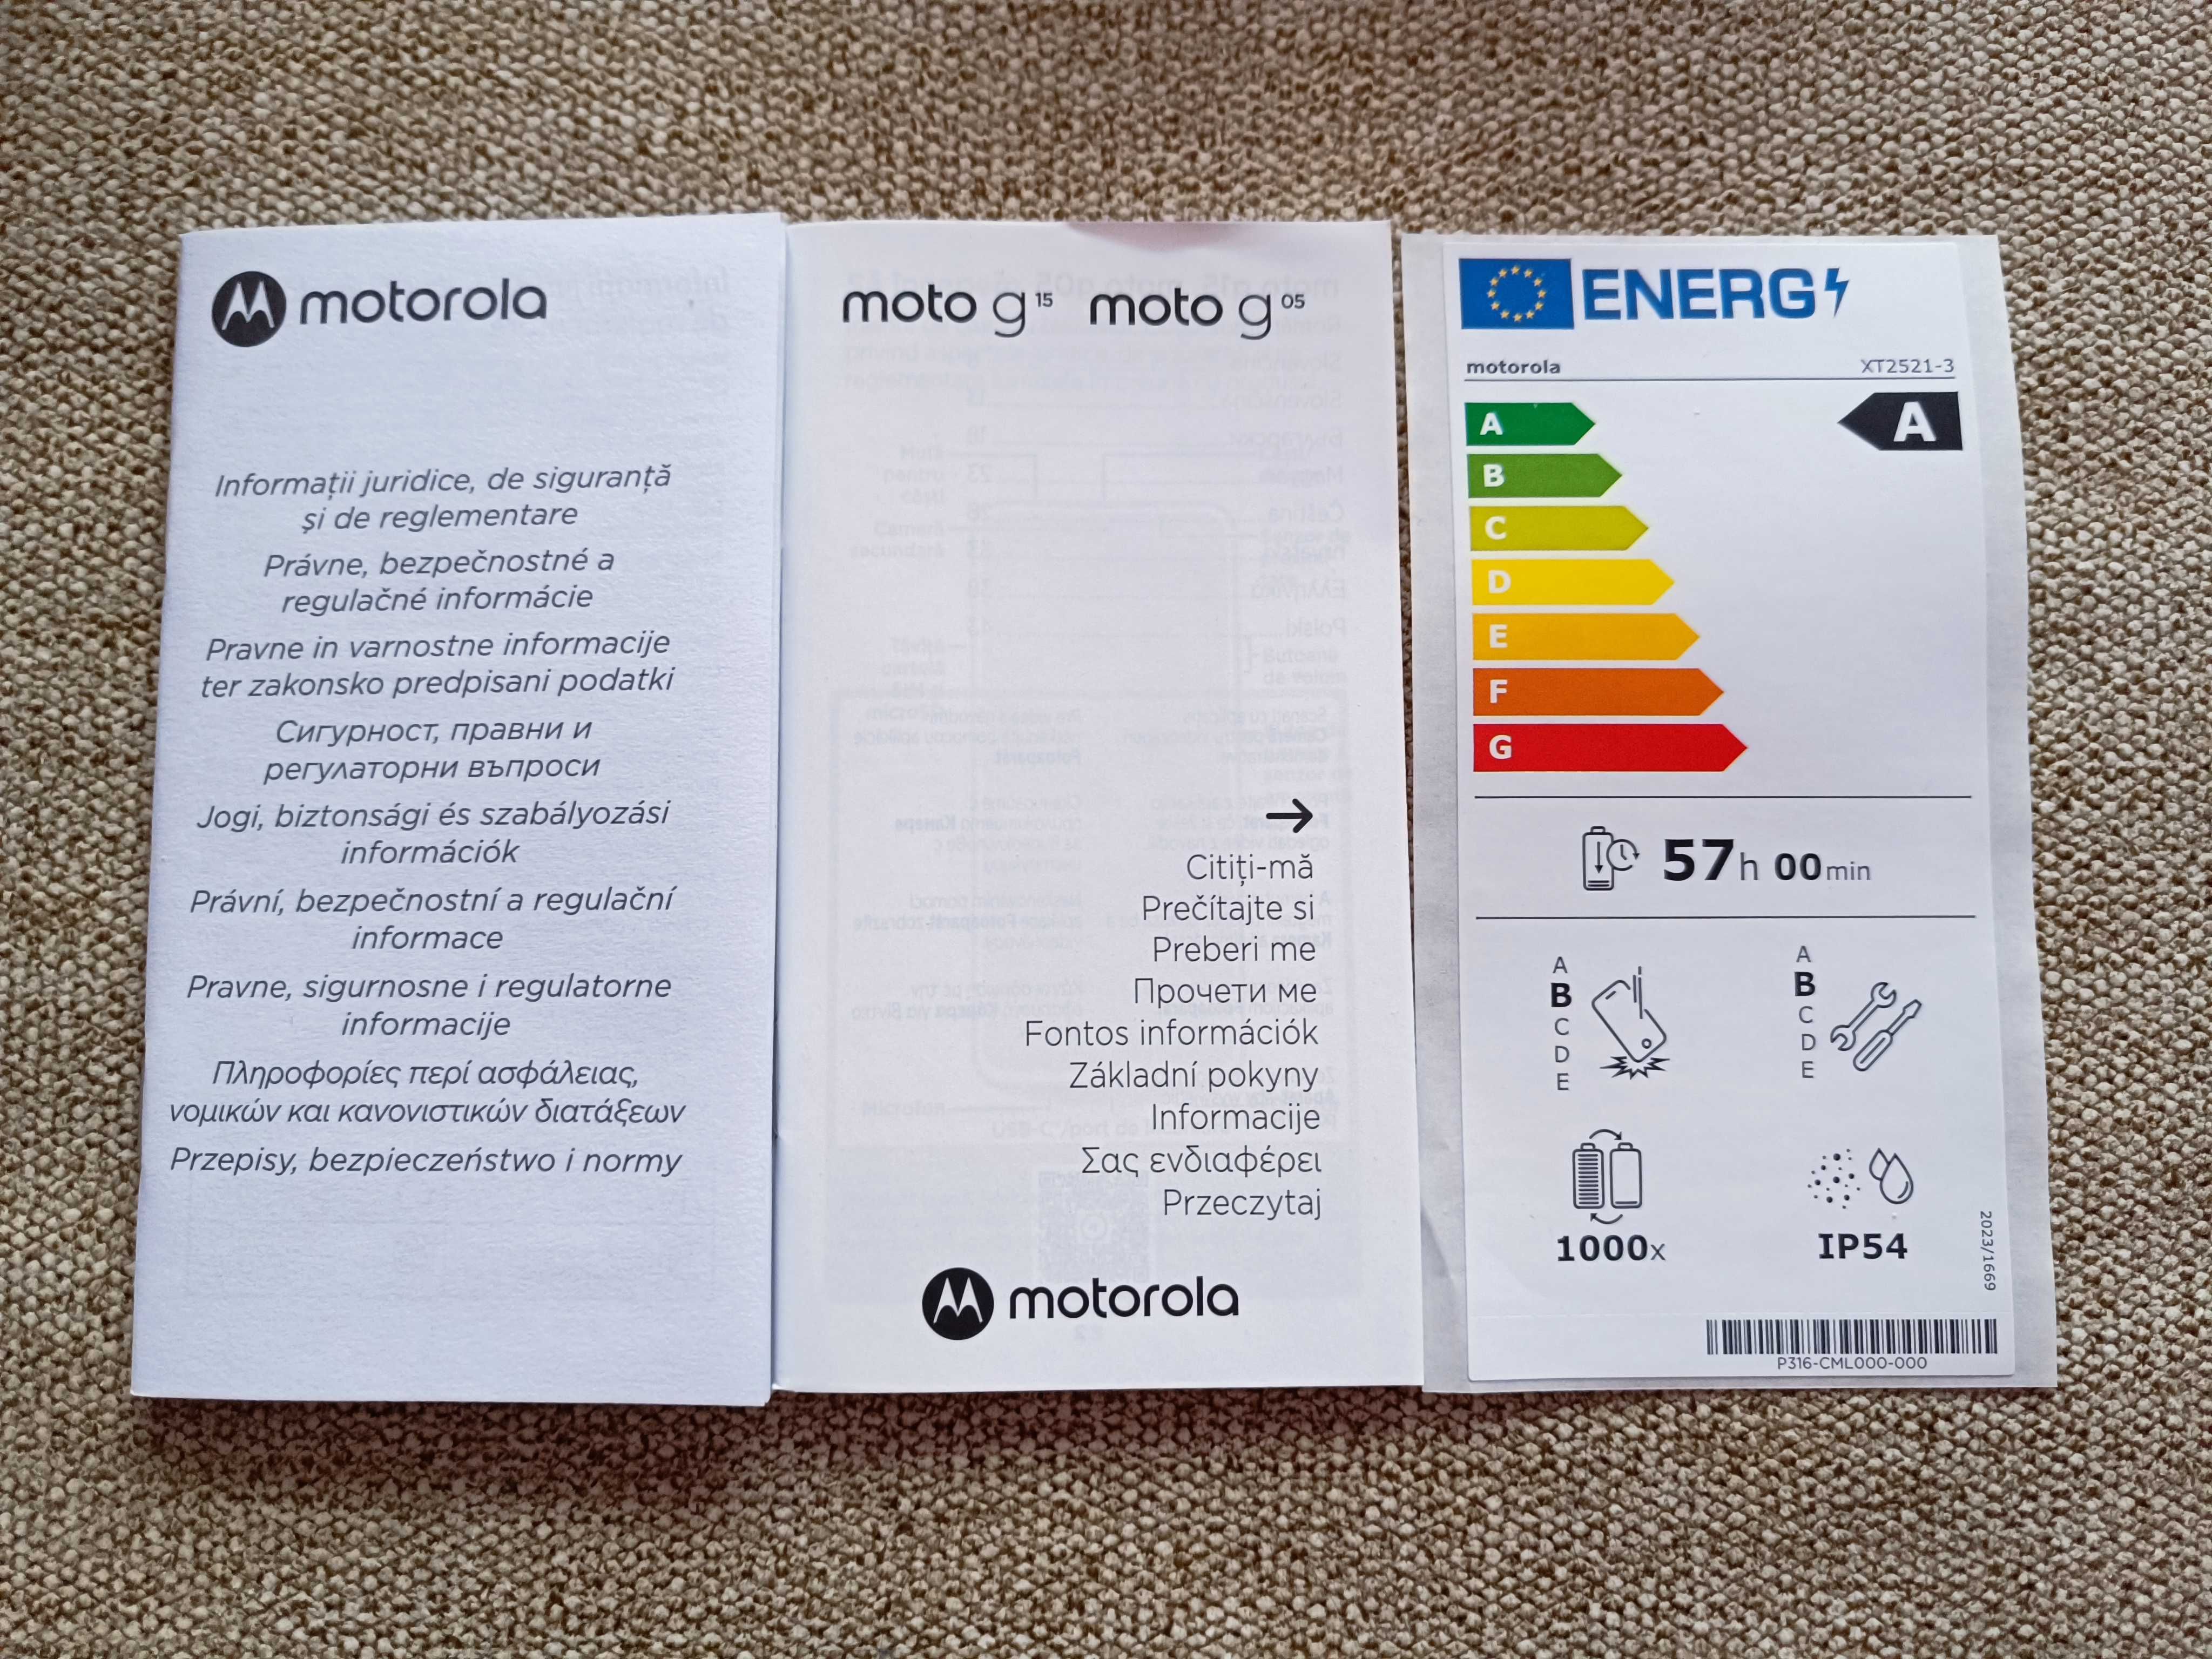 motorola
Informații juridice, de siguranță
și de reglementare
Právne, bezpečnostné a
regulačné informácie
Pravne in varnostne informacije
ter zakonsko predpisani podatki
Сигурност, правни и
регулаторни въпроси
Jogi, biztonsági és szabályozási
információk
Právní, bezpečnostní a regulační
informace
Pravne, sigurnosne i regulatorne
informacije
Πληροφορίες περί ασφάλειας,
νομικών και κανονιστικών διατάξεων
Przepisy, bezpieczeństwo i normy
moto g 15 moto g 05
→
Citiți-mă
Prečítajte si
Preberi me
Прочети ме
Fontos információk
Základní pokyny
Informacije
Σας ενδιαφέρει
Przeczytaj
motorola
ENERG
motorola XT2521-3
A
A
B
C
D
E
F
G
57h 00min
A
B
C
D
E
A
B
C
D
E
1000x
IP54
2023/1669
P316-CML000-000